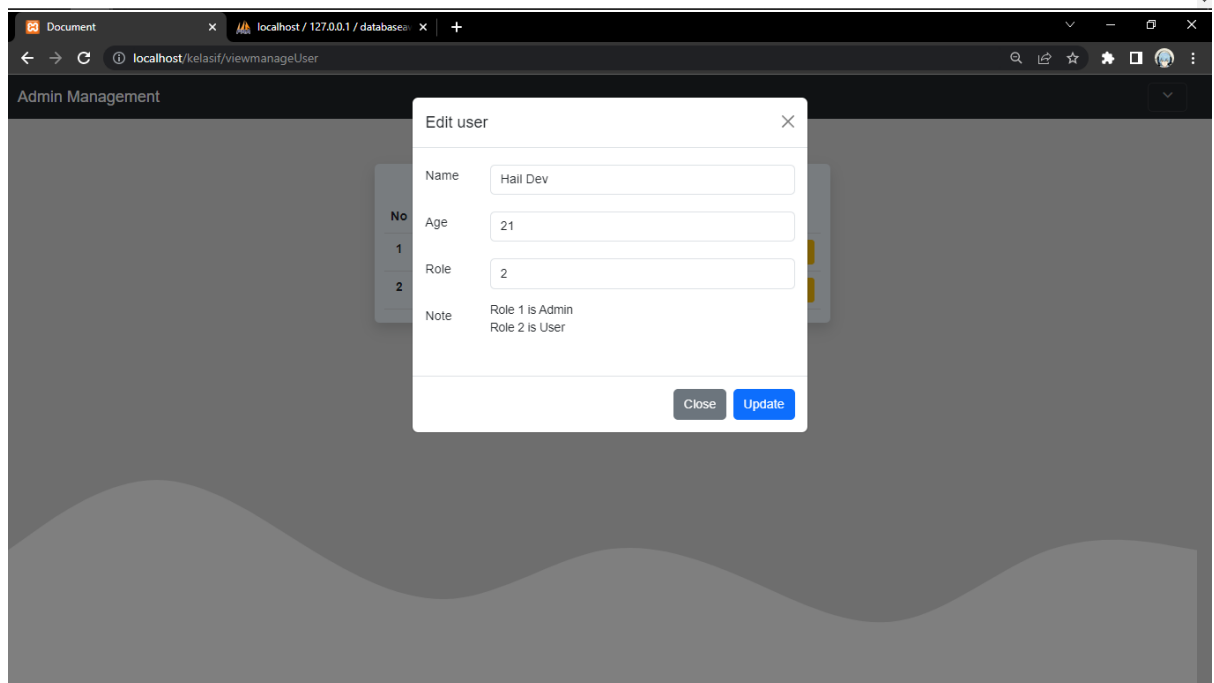 Document
localhost / 127.0.0.1 / databasea
localhost/kelasif/viewmanageUser
Admin Management
Edit user
Name
Hail Dev
No
Age
21
1
Role
2
2
Note
Role 1 is Admin
Role 2 is User
Close
Update